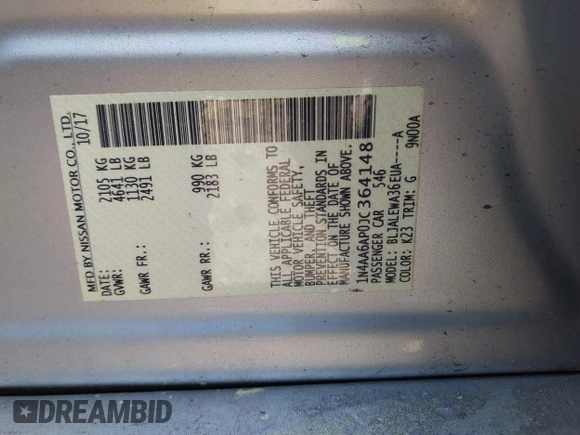 MFD BY NISSAN MOTOR CO., LTD.
DATE: 10/17
GVWR: 2105 KG
4641 LB
GAWR FR.: 1130 KG
2491 LB
GAWR RR.: 990 KG
2183 LB
THIS VEHICLE CONFORMS TO
ALL APPLICABLE FEDERAL
MOTOR VEHICLE SAFETY,
BUMPER, AND THEFT
PREVENTION STANDARDS IN
EFFECT ON THE DATE OF
MANUFACTURE SHOWN ABOVE.
1N4AA6AP0JC364148
PASSENGER CAR 546
MODEL: BLJALEWA36EUA----A
COLOR: K23 TRIM: G 9N00A
DREAMBID